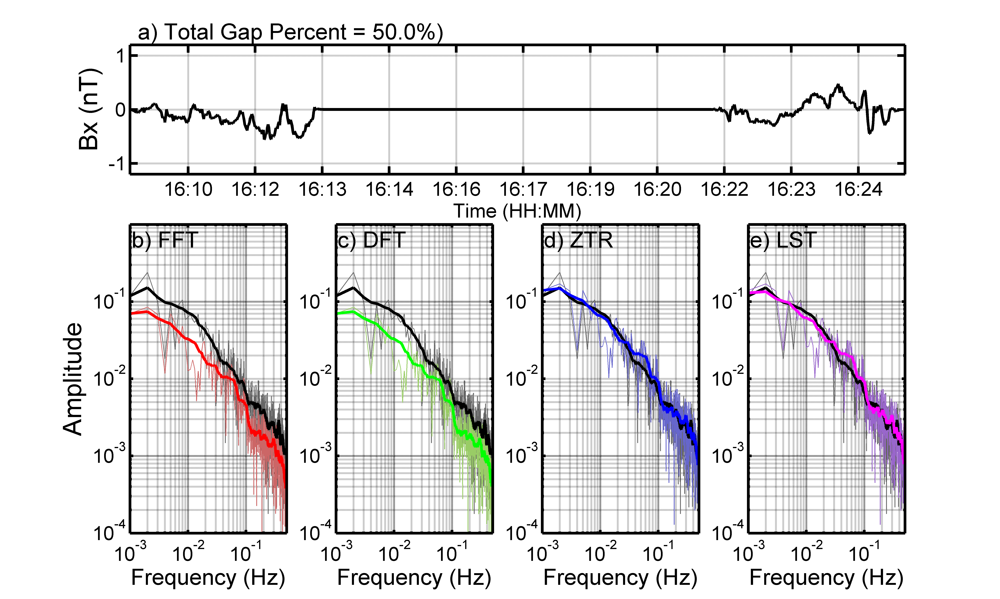 a) Total Gap Percent = 50.0%)
1
0
-1
Bx (nT)
16:10 16:12 16:13 16:14 16:16 16:17 16:19 16:20 16:22 16:23 16:24
Time (HH:MM)
b) FFT c) DFT d) ZTR e) LST
10^-1 10^-1 10^-1 10^-1
10^-2 10^-2 10^-2 10^-2
10^-3 10^-3 10^-3 10^-3
10^-4 10^-4 10^-4 10^-4
Amplitude
10^-3 10^-2 10^-1 10^-3 10^-2 10^-1 10^-3 10^-2 10^-1 10^-3 10^-2 10^-1
Frequency (Hz) Frequency (Hz) Frequency (Hz) Frequency (Hz)